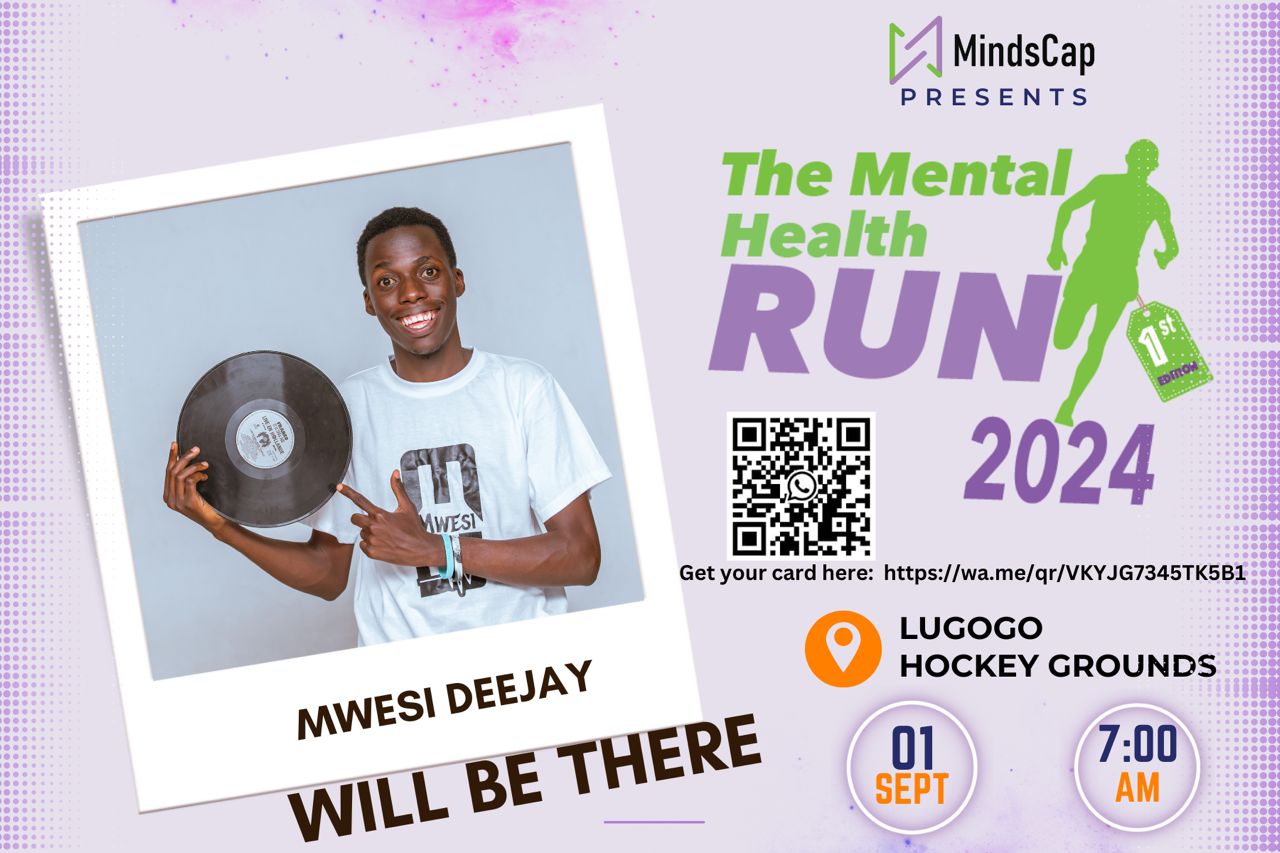 MindsCap
PRESENTS
The Mental
Health
RUN
1st
EDITION
2024
MWESI
Get your card here: https://wa.me/qr/VKYJG7345TK5B1
LUGOGO
HOCKEY GROUNDS
MWESI DEEJAY
WILL BE THERE
01
SEPT
7:00
AM